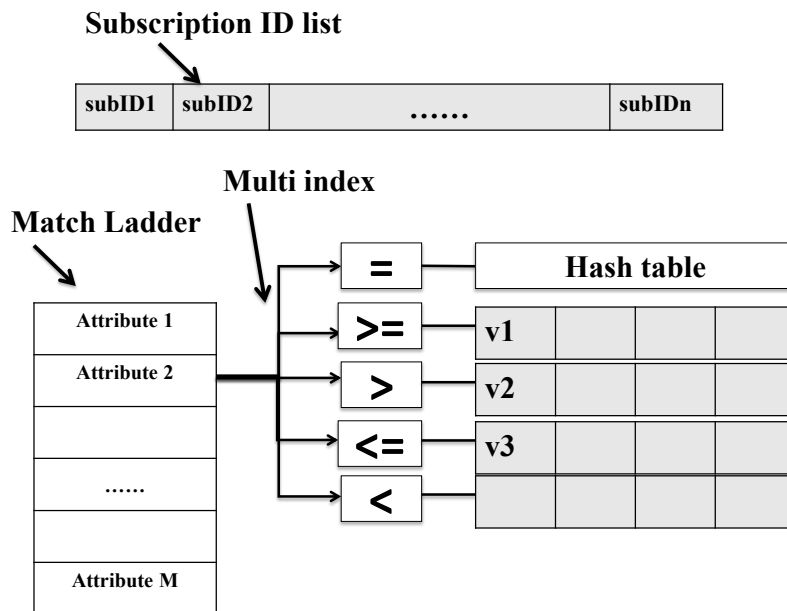 Subscription ID list
subID1 subID2 ...... subIDn
Multi index
Match Ladder
= Hash table
Attribute 1
>= v1
Attribute 2
> v2
<= v3
......
<
Attribute M